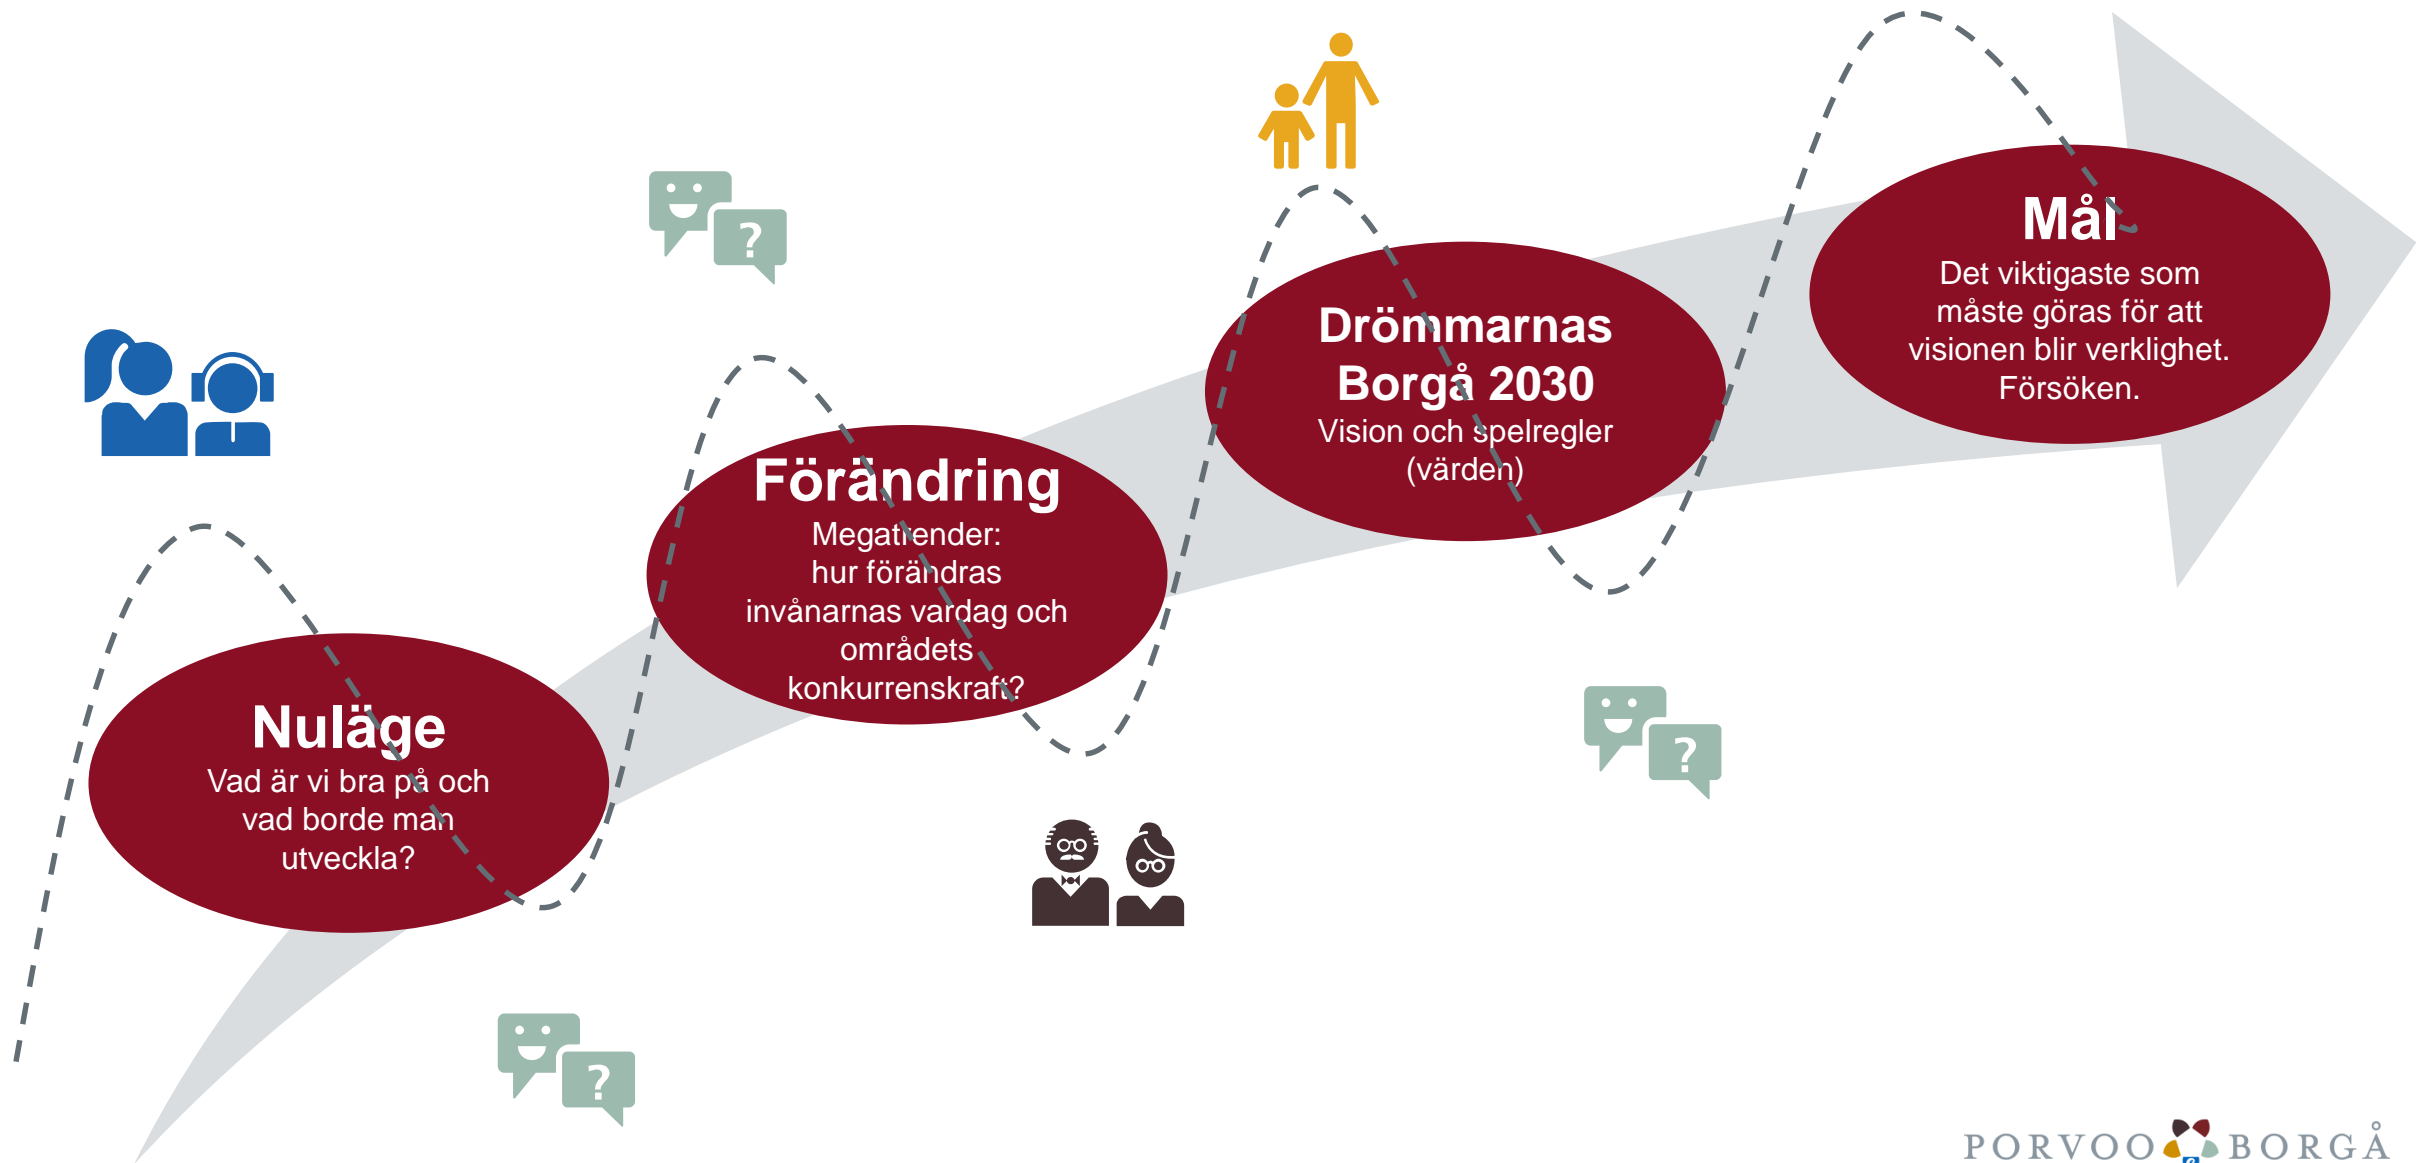 Nuläge
Vad är vi bra på och
vad borde man
utveckla?
Förändring
Megatrender:
hur förändras
invånarnas vardag och
områdets
konkurrenskraft?
Drömmarnas
Borgå 2030
Vision och spelregler
(värden)
Mål
Det viktigaste som
måste göras för att
visionen blir verklighet.
Försöken.
?
?
?
PORVOO BORGÅ